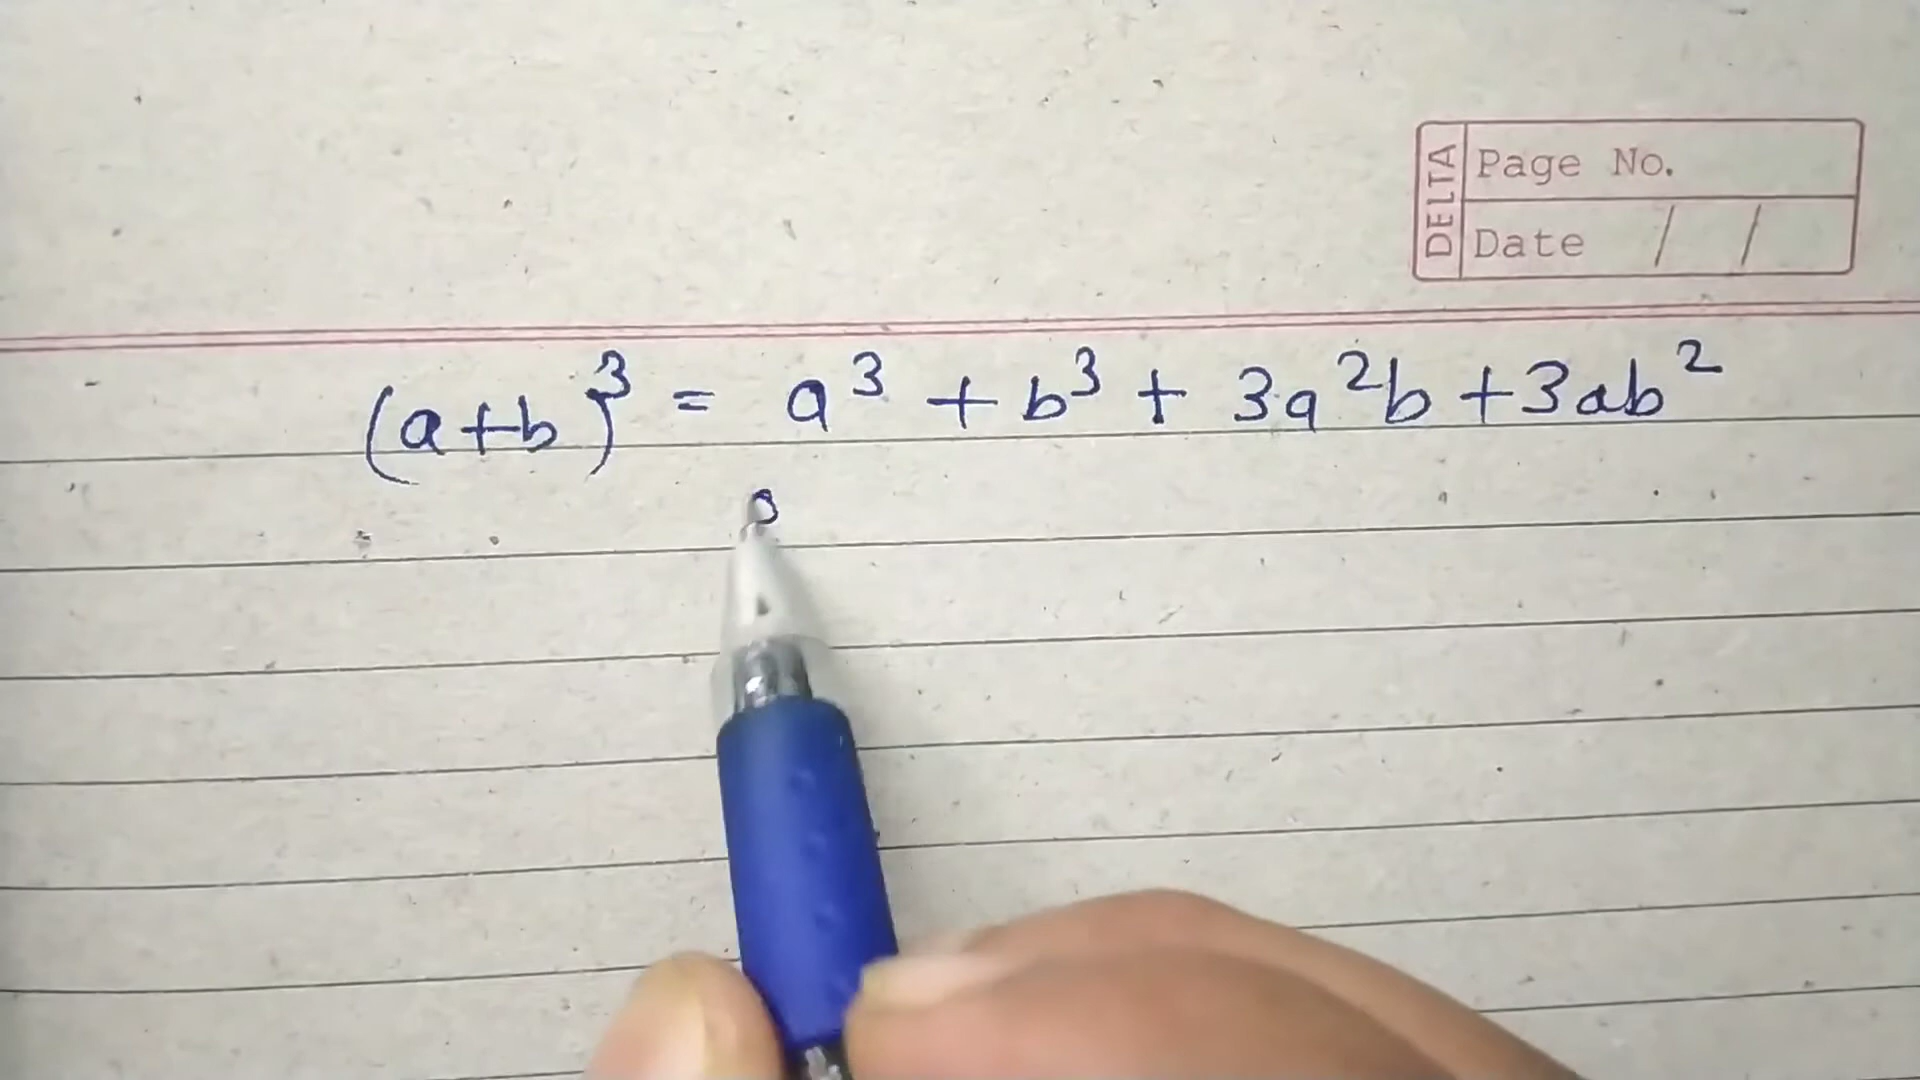 DELTA
Page No.
Date / /
(a+b)³ = a³ + b³ + 3a²b + 3ab²